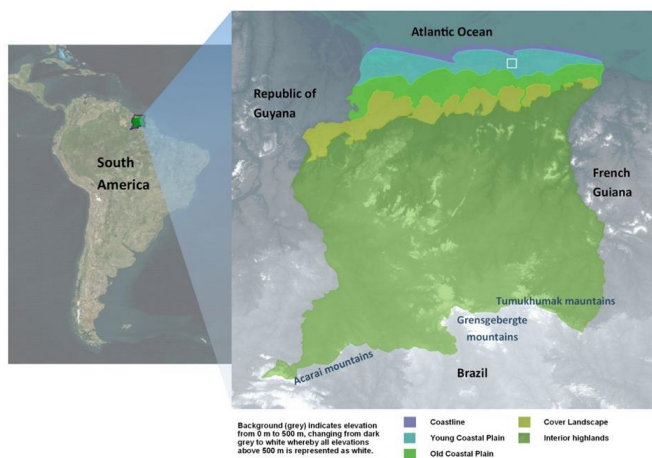 Atlantic Ocean
Republic of
Guyana
South
America
French
Guiana
Tumukhumak mauntains
Grensgebergte
mountains
Acarai mountains
Brazil
Background (grey) indicates elevation
from 0 m to 500 m, changing from dark
grey to white whereby all elevations
above 500 m is represented as white.
Coastline
Young Coastal Plain
Old Coastal Plain
Cover Landscape
Interior highlands